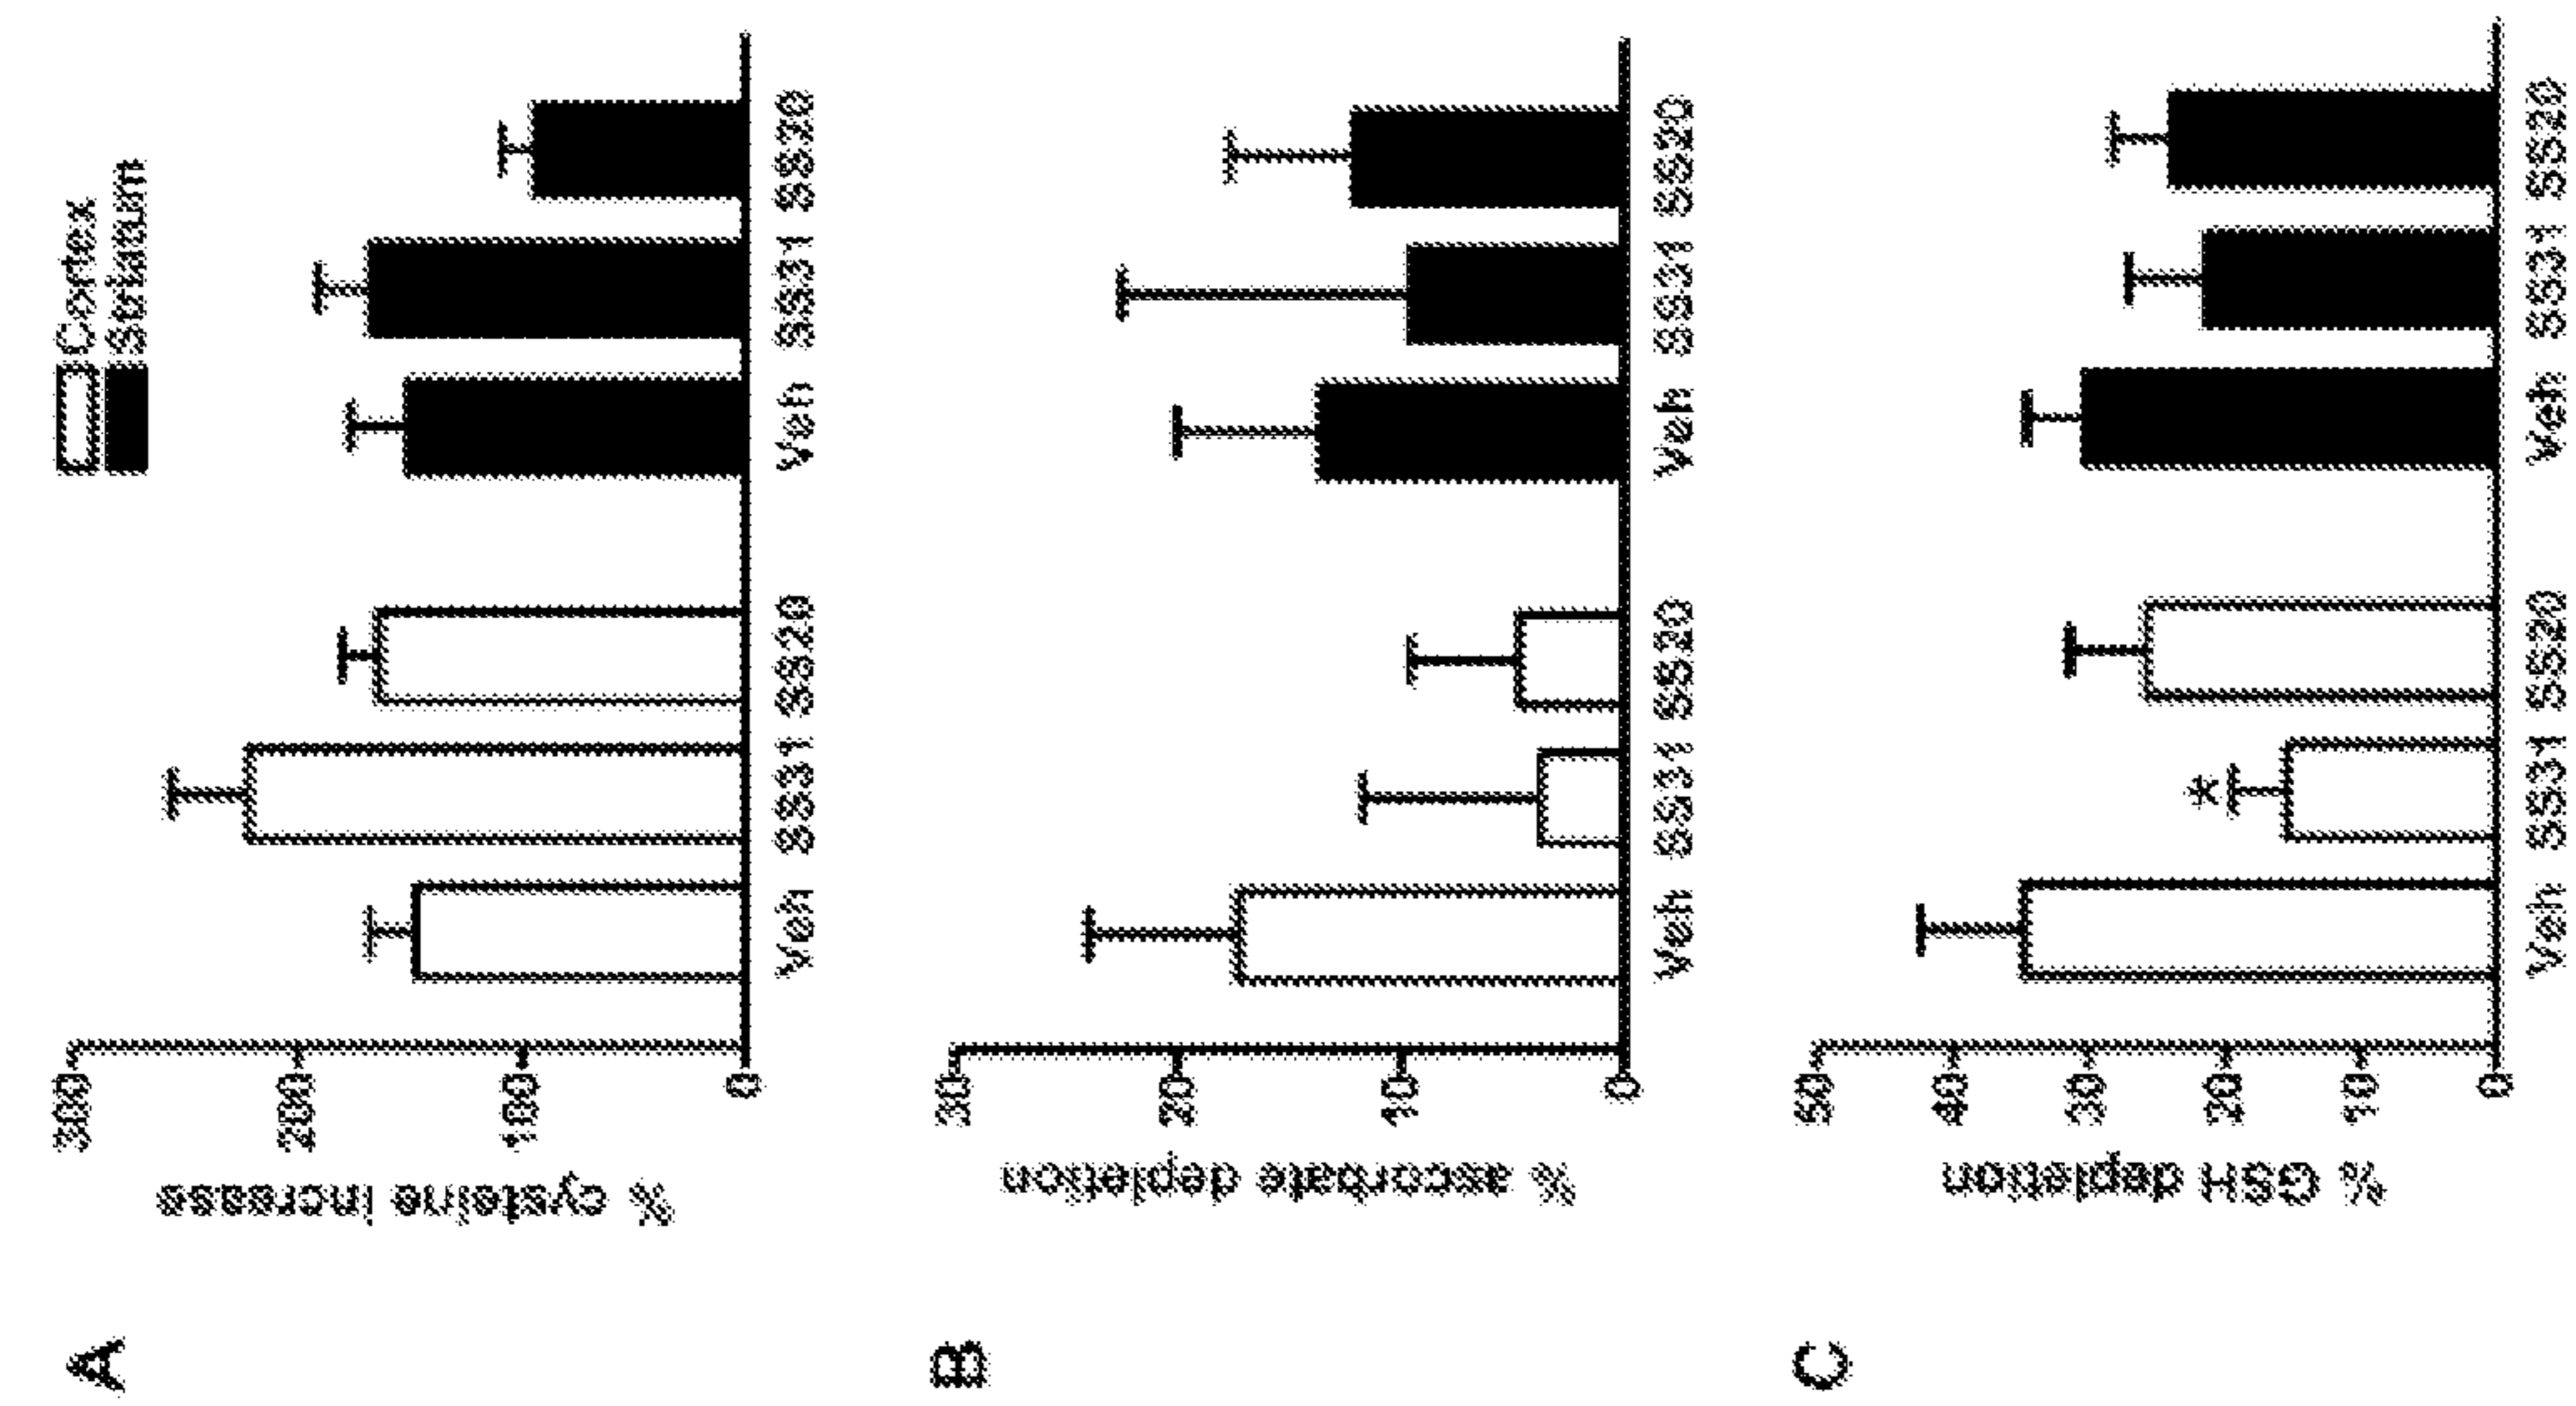 A
Cortex
Striatum
% cysteine increase
300
200
100
0
Veh SS31 SS20 Veh SS31 SS20
B
% ascorbate depletion
30
20
10
0
Veh SS31 SS20 Veh SS31 SS20
C
% GSH depletion
50
40
30
20
10
0
*
Veh SS31 SS20 Veh SS31 SS20